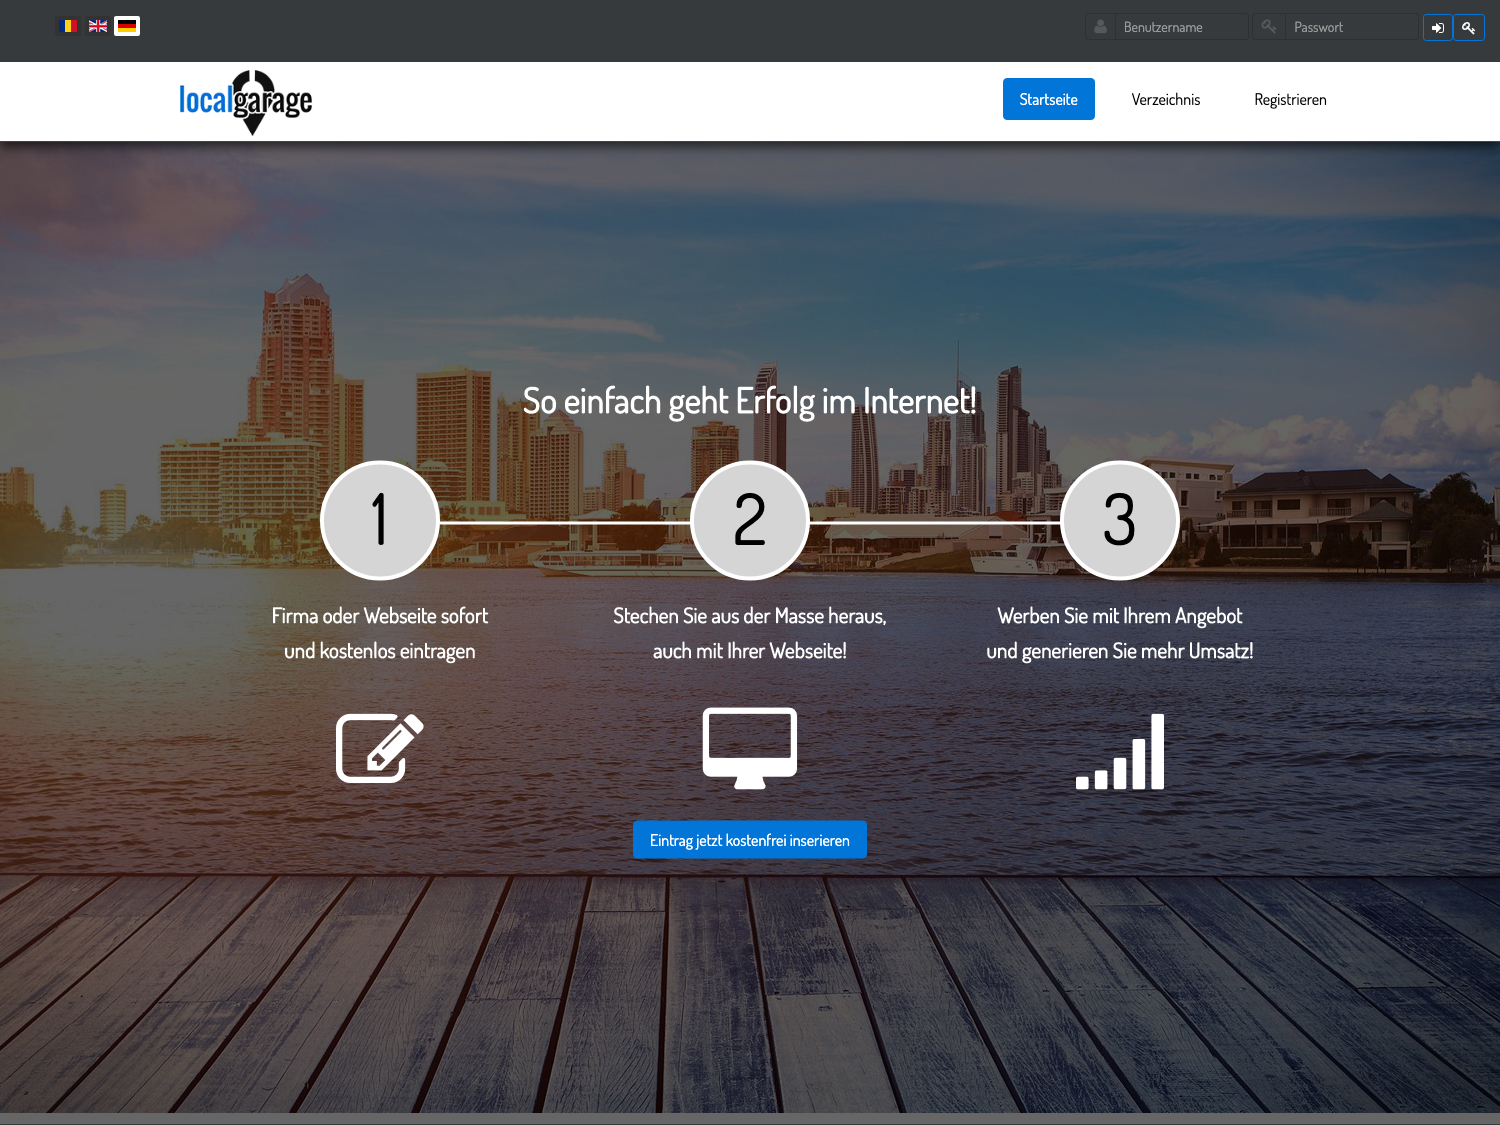 Benutzername
Passwort
localgarage
Startseite
Verzeichnis
Registrieren
So einfach geht Erfolg im Internet!
1
2
3
Firma oder Webseite sofort
und kostenlos eintragen
Stechen Sie aus der Masse heraus,
auch mit Ihrer Webseite!
Werben Sie mit Ihrem Angebot
und generieren Sie mehr Umsatz!
Eintrag jetzt kostenfrei inserieren